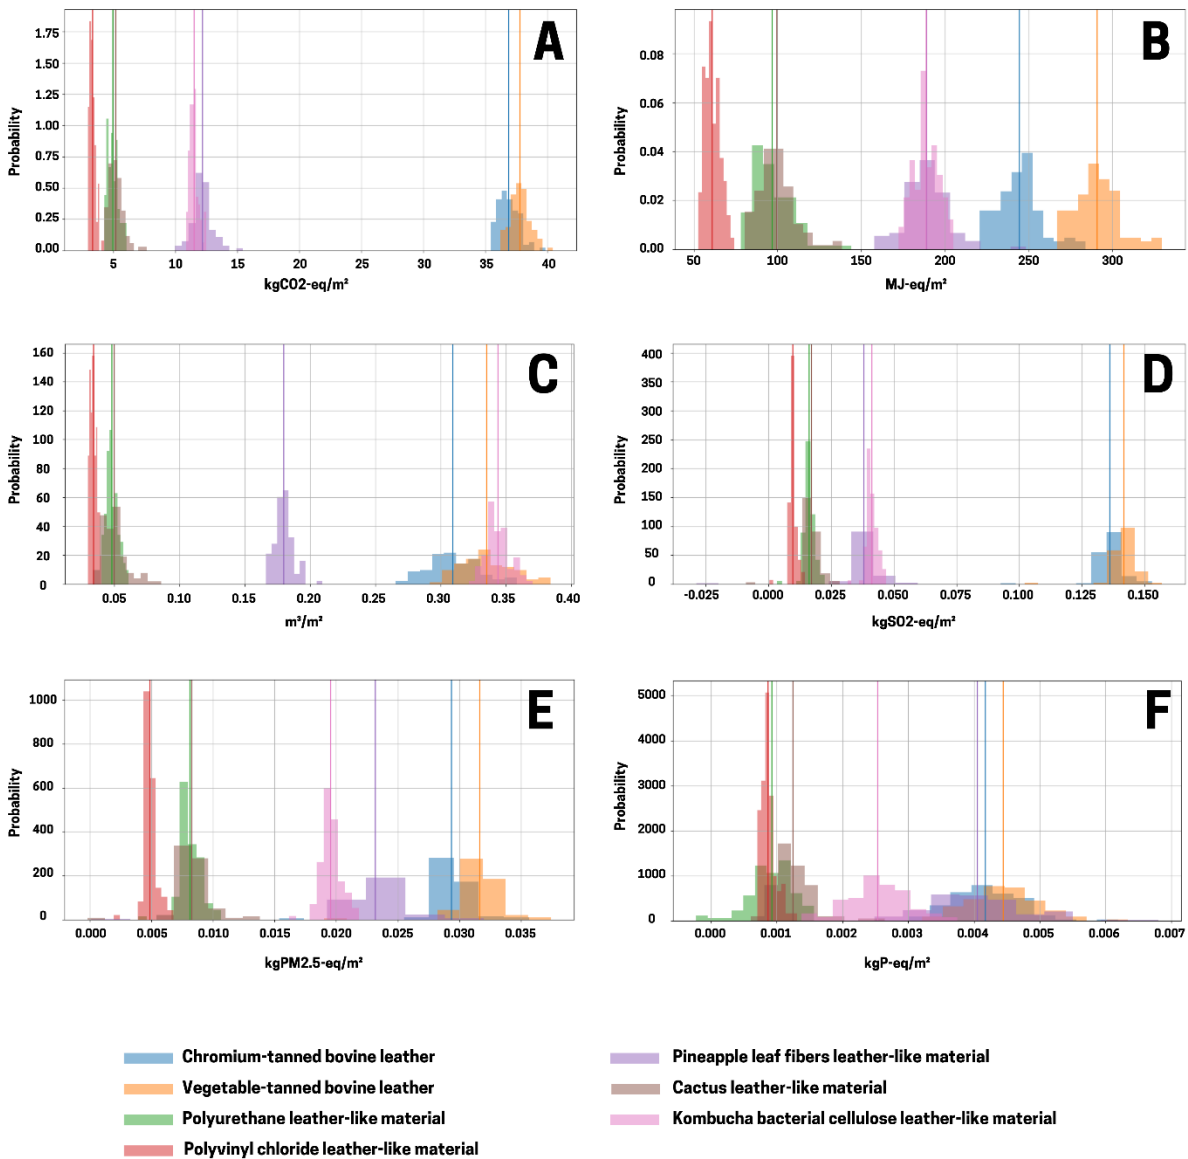 A
1.75
1.50
1.25
1.00
0.75
0.50
0.25
0.00
Probability
5 10 15 20 25 30 35 40
kgCO2-eq/m²
B
0.08
0.06
0.04
0.02
0.00
Probability
50 100 150 200 250 300
MJ-eq/m²
C
160
140
120
100
80
60
40
20
0
Probability
0.05 0.10 0.15 0.20 0.25 0.30 0.35 0.40
m³/m²
D
400
350
300
250
200
150
100
50
0
Probability
-0.025 0.000 0.025 0.050 0.075 0.100 0.125 0.150
kgSO2-eq/m²
E
1000
800
600
400
200
0
Probability
0.000 0.005 0.010 0.020 0.025 0.030 0.035
kgPM2.5-eq/m²
F
5000
4000
3000
2000
1000
0
Probability
0.000 0.001 0.002 0.003 0.004 0.005 0.006 0.007
kgP-eq/m²
Chromium-tanned bovine leather
Vegetable-tanned bovine leather
Polyurethane leather-like material
Polyvinyl chloride leather-like material
Pineapple leaf fibers leather-like material
Cactus leather-like material
Kombucha bacterial cellulose leather-like material